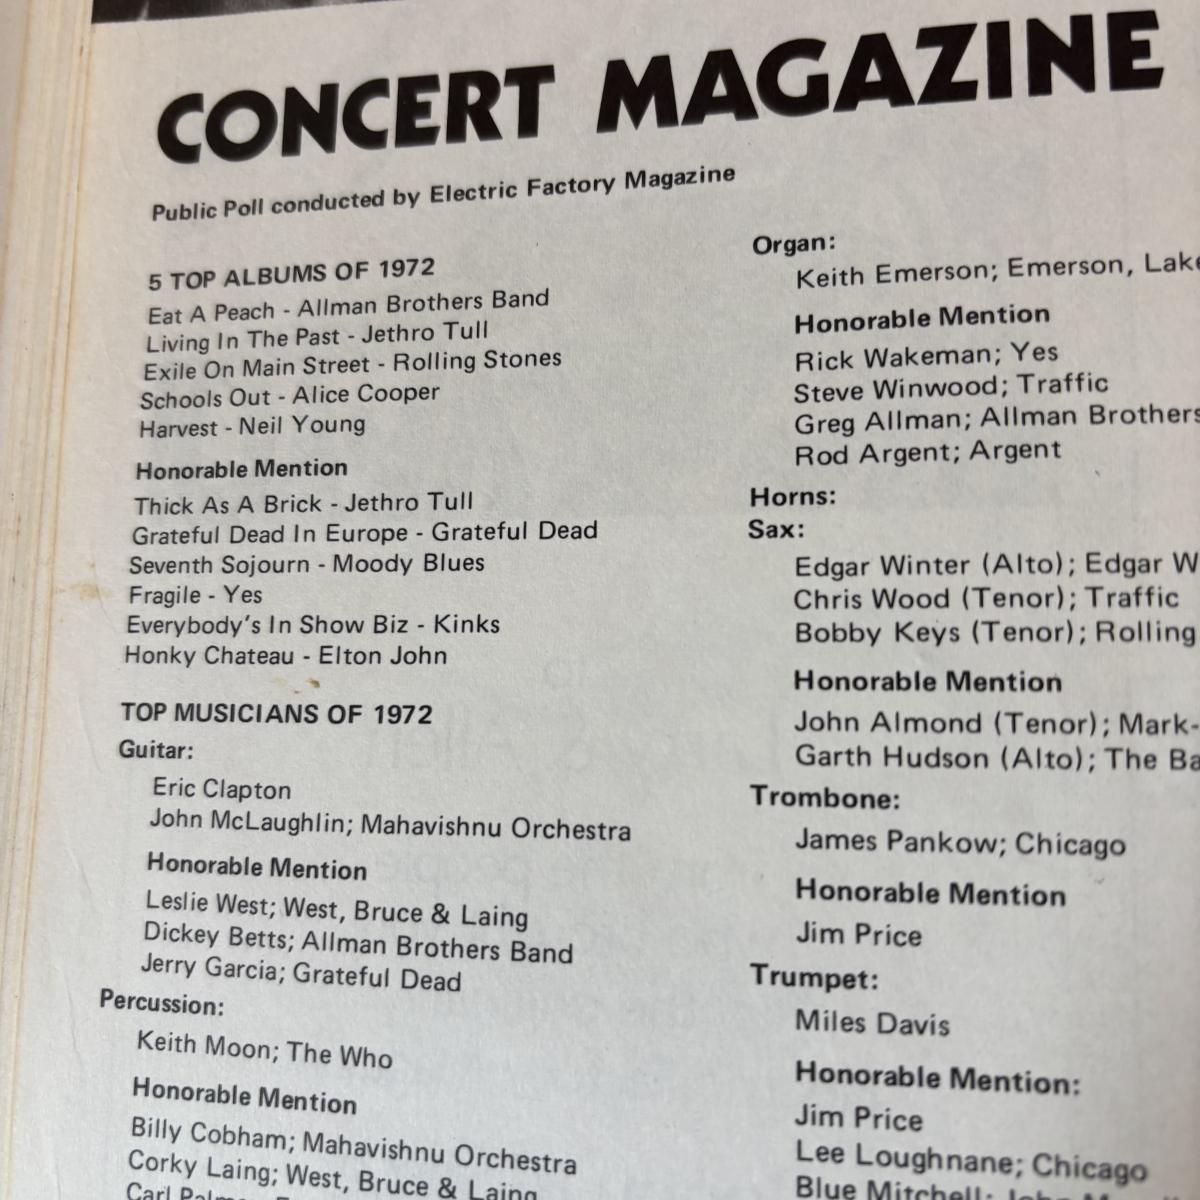 CONCERT MAGAZINE
Public Poll conducted by Electric Factory Magazine
5 TOP ALBUMS OF 1972
Eat A Peach - Allman Brothers Band
Living In The Past - Jethro Tull
Exile On Main Street - Rolling Stones
Schools Out - Alice Cooper
Harvest - Neil Young
Honorable Mention
Thick As A Brick - Jethro Tull
Grateful Dead In Europe - Grateful Dead
Seventh Sojourn - Moody Blues
Fragile - Yes
Everybody's In Show Biz - Kinks
Honky Chateau - Elton John
TOP MUSICIANS OF 1972
Guitar:
Eric Clapton
John McLaughlin; Mahavishnu Orchestra
Honorable Mention
Leslie West; West, Bruce & Laing
Dickey Betts; Allman Brothers Band
Jerry Garcia; Grateful Dead
Percussion:
Keith Moon; The Who
Honorable Mention
Billy Cobham; Mahavishnu Orchestra
Corky Laing; West, Bruce & Laing
Carl
Organ:
Keith Emerson; Emerson, Lake
Honorable Mention
Rick Wakeman; Yes
Steve Winwood; Traffic
Greg Allman; Allman Brothers
Rod Argent; Argent
Horns:
Sax:
Edgar Winter (Alto); Edgar W
Chris Wood (Tenor); Traffic
Bobby Keys (Tenor); Rolling
Honorable Mention
John Almond (Tenor); Mark-
Garth Hudson (Alto); The Ba
Trombone:
James Pankow; Chicago
Honorable Mention
Jim Price
Trumpet:
Miles Davis
Honorable Mention:
Jim Price
Lee Loughnane; Chicago
Blue Mitchell; John